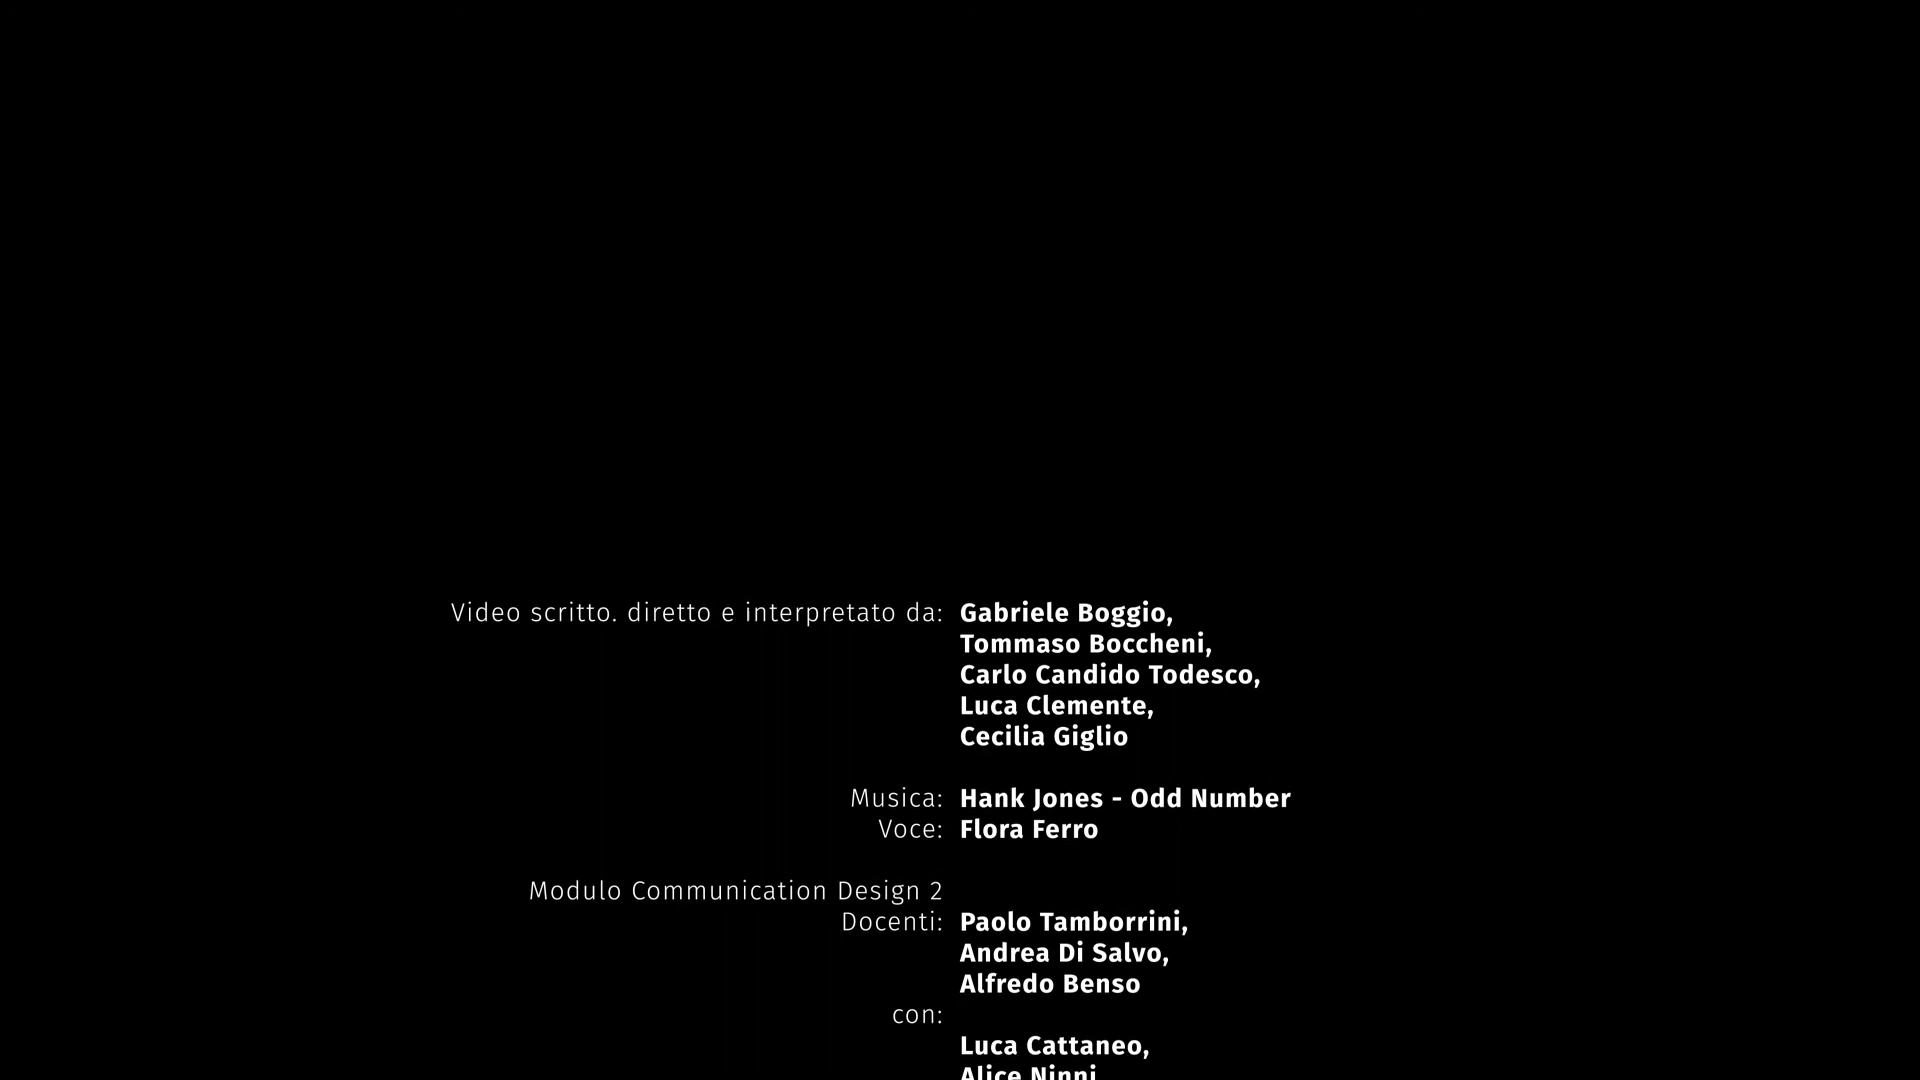 Video scritto. diretto e interpretato da: Gabriele Boggio,
Tommaso Boccheni,
Carlo Candido Todesco,
Luca Clemente,
Cecilia Giglio
Musica: Hank Jones - Odd Number
Voce: Flora Ferro
Modulo Communication Design 2
Docenti: Paolo Tamborrini,
Andrea Di Salvo,
Alfredo Benso
con:
Luca Cattaneo,
Alice Ninni